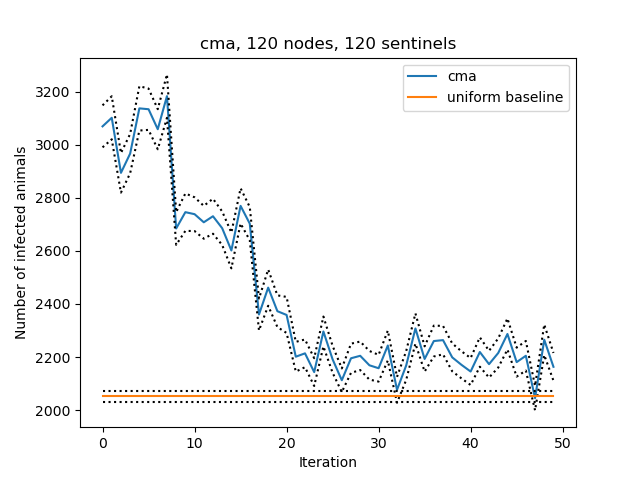 cma, 120 nodes, 120 sentinels
cma
uniform baseline
3200
3000
2800
2600
2400
2200
2000
Number of infected animals
0 10 20 30 40 50
Iteration